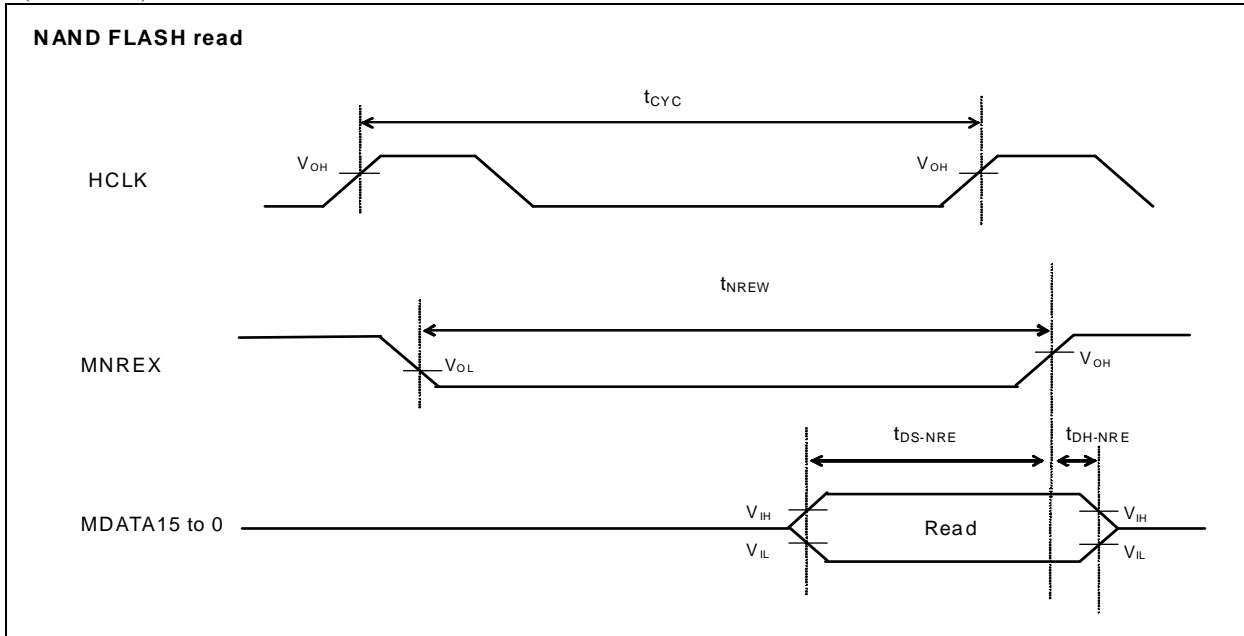 NAND FLASH read
tCYC
VOH
VOH
HCLK
tNREW
MNREX
VOL
VOH
tDS-NRE
tDH-NRE
MDATA15 to 0
VIH
VIL
Read
VIH
VIL